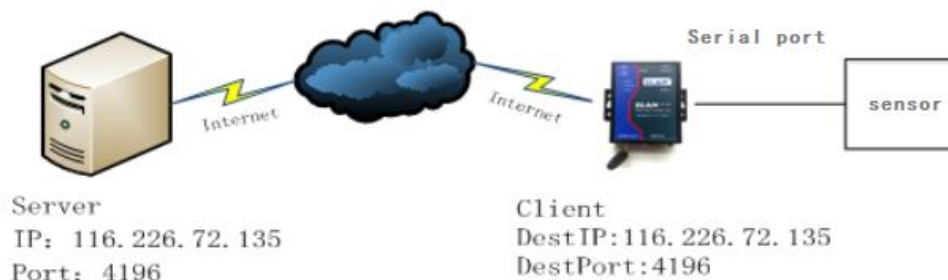 Serial port
Internet
Internet
sensor
Server
IP: 116.226.72.135
Port: 4196
Client
DestIP:116.226.72.135
DestPort:4196